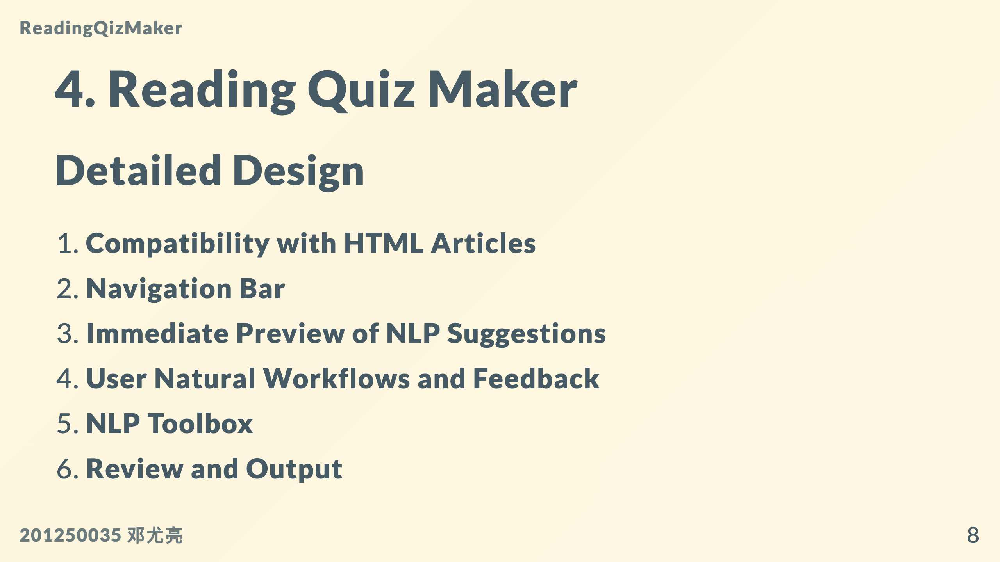 ReadingQizMaker
4. Reading Quiz Maker
Detailed Design
1. Compatibility with HTML Articles
2. Navigation Bar
3. Immediate Preview of NLP Suggestions
4. User Natural Workflows and Feedback
5. NLP Toolbox
6. Review and Output
201250035 邓尤亮
8